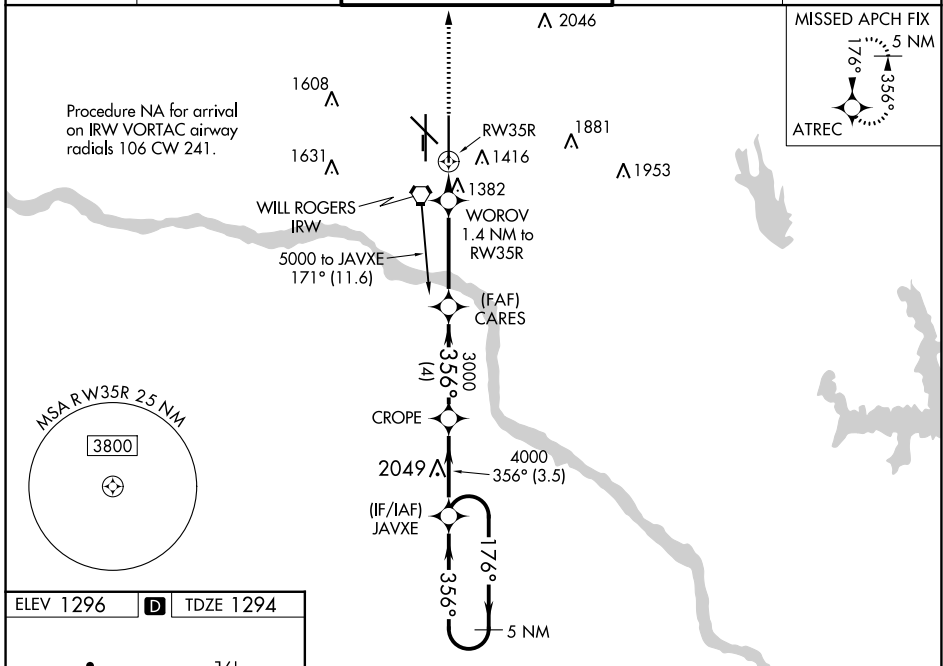 2046
MISSED APCH FIX
5 NM
176°
356°
ATREC
1608
Procedure NA for arrival
on IRW VORTAC airway
radials 106 CW 241.
RW35R
1881
1416
1631
1953
1382
WILL ROGERS
IRW
WOROV
1.4 NM to
RW35R
5000 to JAVXE
171° (11.6)
(FAF)
CARES
3000
356°
(4)
MSA RW35R 25 NM
3800
CROPE
2049
4000
356° (3.5)
(IF/IAF)
JAVXE
176°
356°
5 NM
ELEV 1296
D
TDZE 1294